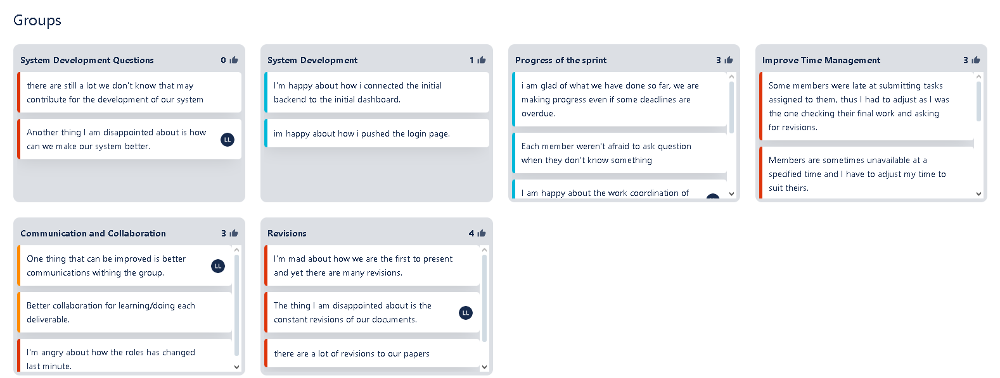 Groups
System Development Questions
0
there are still a lot we don't know that may
contribute for the development of our system
Another thing I am disappointed about is how
can we make our system better.
LL
System Development
1
I'm happy about how i connected the initial
backend to the initial dashboard.
im happy about how i pushed the login page.
Progress of the sprint
3
i am glad of what we have done so far, we are
making progress even if some deadlines are
overdue.
Each member weren't afraid to ask question
when they don't know something
I am happy about the work coordination of
Improve Time Management
3
Some members were late at submitting tasks
assigned to them, thus I had to adjust as I was
the one checking their final work and asking
for revisions.
Members are sometimes unavailable at a
specified time and I have to adjust my time to
suit theirs.
Communication and Collaboration
3
One thing that can be improved is better
communications withing the group.
LL
Better collaboration for learning/doing each
deliverable.
I'm angry about how the roles has changed
last minute.
Revisions
4
I'm mad about how we are the first to present
and yet there are many revisions.
The thing I am disappointed about is the
constant revisions of our documents.
LL
there are a lot of revisions to our papers